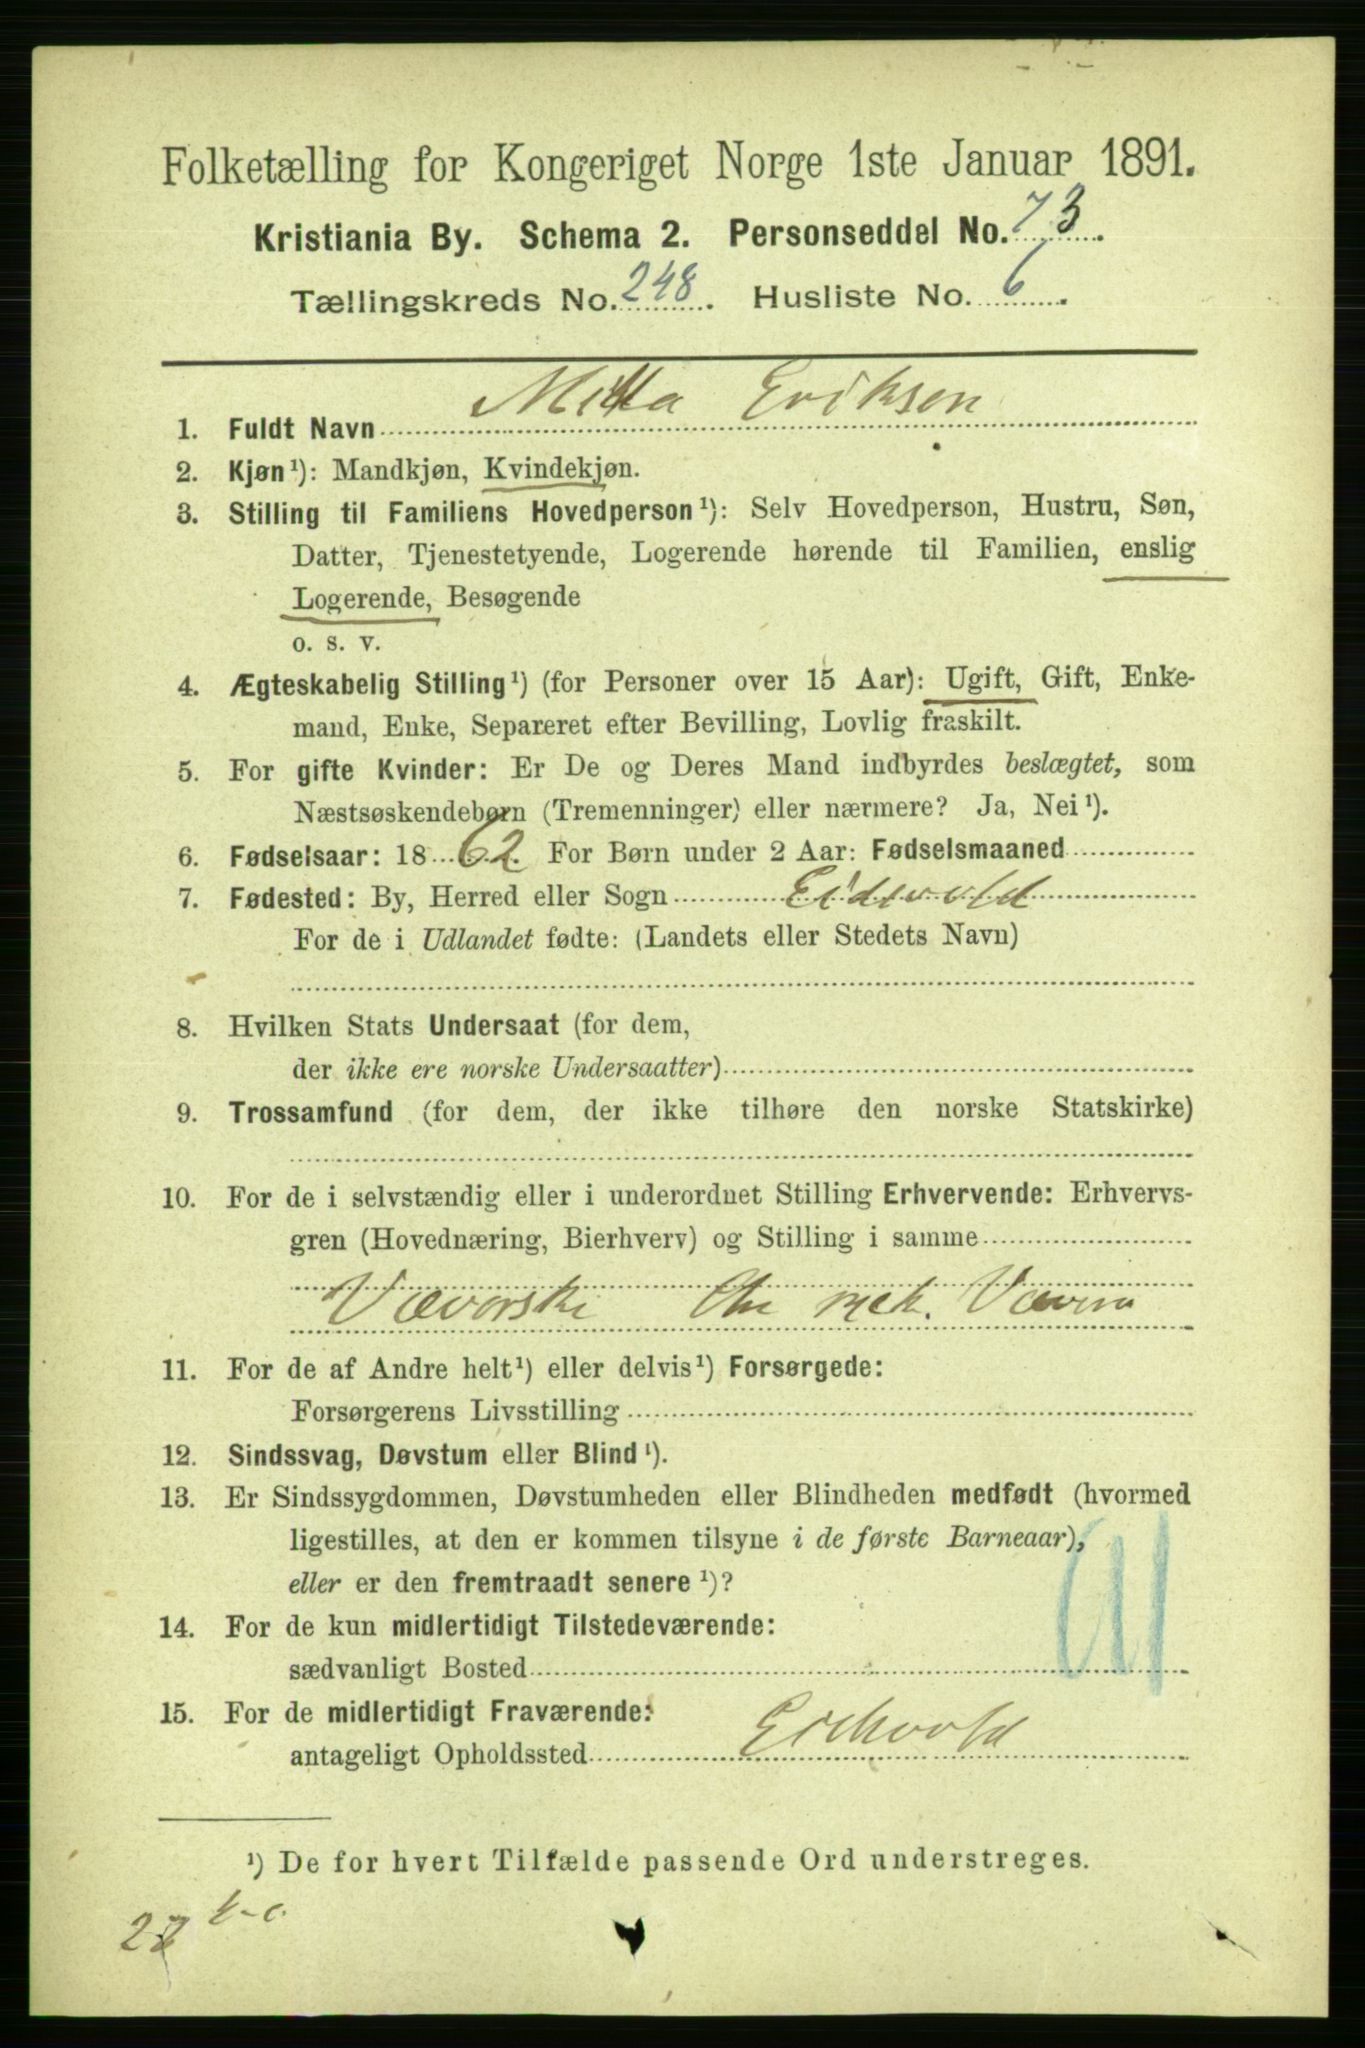 Folketælling for Kongeriget Norge 1ste Januar 1891.
Kristiania By. Schema 2. Personseddel No. 73.
Tællingskreds No. 248. Husliste No. 6.
1. Fuldt Navn Milla Eriksen
2. Kjøn¹): Mandkjøn, Kvindekjøn.
3. Stilling til Familiens Hovedperson¹): Selv Hovedperson, Hustru, Søn,
Datter, Tjenestetyende, Logerende hørende til Familien, enslig
Logerende, Besøgende
o. s. v.
4. Ægteskabelig Stilling¹) (for Personer over 15 Aar): Ugift, Gift, Enke-
mand, Enke, Separeret efter Bevilling, Lovlig fraskilt.
5. For gifte Kvinder: Er De og Deres Mand indbyrdes beslægtet, som
Næstsøskendebørn (Tremenninger) eller nærmere? Ja, Nei¹).
6. Fødselsaar: 1862. For Børn under 2 Aar: Fødselsmaaned
7. Fødested: By, Herred eller Sogn Eidsvold
For de i Udlandet fødte: (Landets eller Stedets Navn)
8. Hvilken Stats Undersaat (for dem,
der ikke ere norske Undersaatter)
9. Trossamfund (for dem, der ikke tilhøre den norske Statskirke)
10. For de i selvstændig eller i underordnet Stilling Erhvervende: Erhvervs-
gren (Hovednæring, Bierhverv) og Stilling i samme
Væverske Chr mek. Væveri
11. For de af Andre helt¹) eller delvis¹) Forsørgede:
Forsørgerens Livsstilling
12. Sindssvag, Døvstum eller Blind¹).
13. Er Sindssygdommen, Døvstumheden eller Blindheden medfødt (hvormed
ligestilles, at den er kommen tilsyne i de første Barneaar),
eller er den fremtraadt senere¹)?
14. For de kun midlertidigt Tilstedeværende:
sædvanligt Bosted
15. For de midlertidigt Fraværende:
antageligt Opholdssted Eidsvold
¹) De for hvert Tilfælde passende Ord understreges.